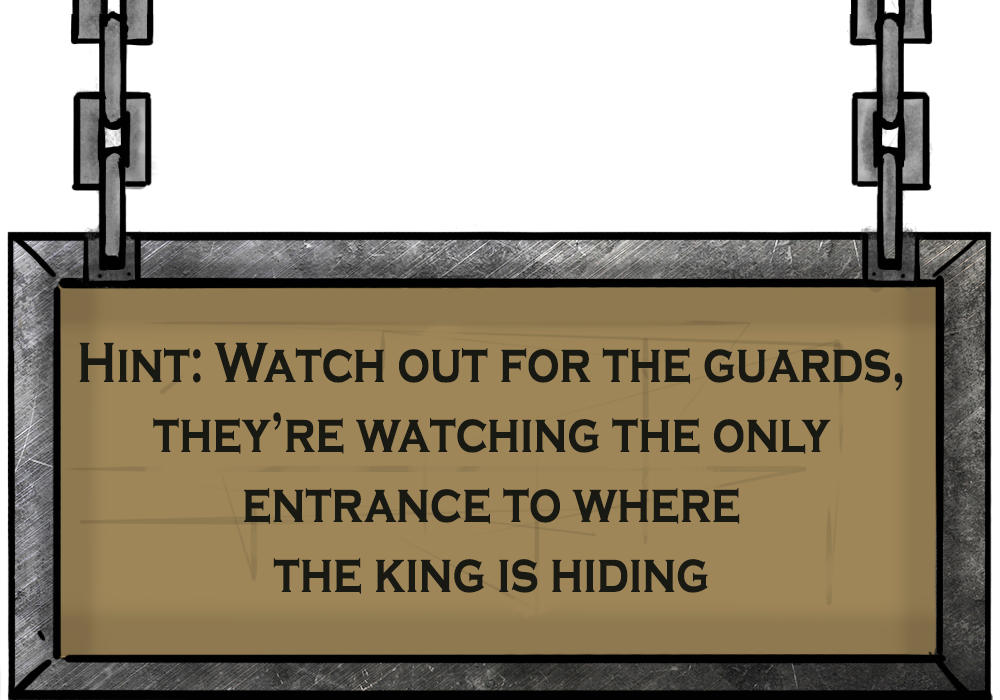 Hint: Watch out for the guards,
they’re watching the only
entrance to where
the king is hiding